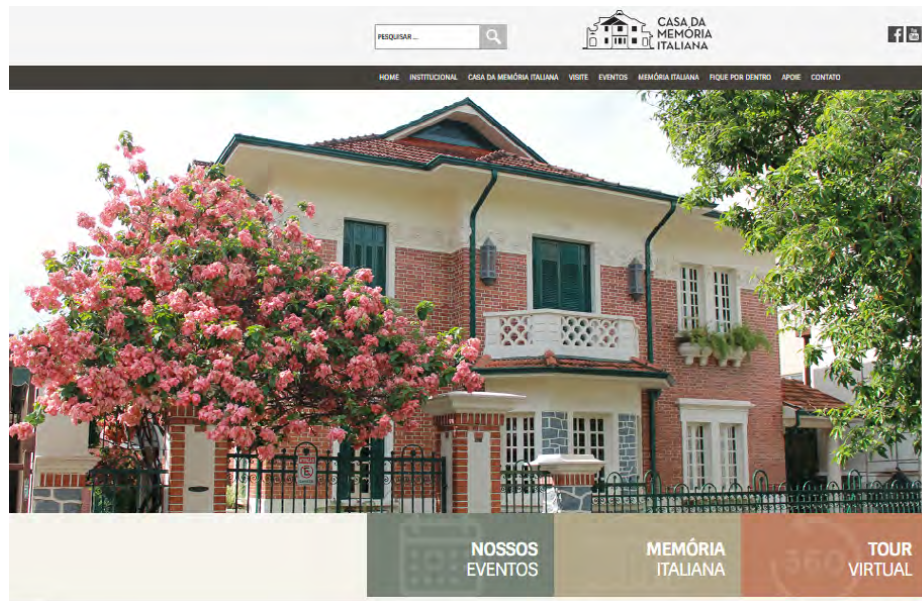 PESQUISAR ...
CASA DA
MEMÓRIA
ITALIANA
HOME INSTITUCIONAL CASA DA MEMÓRIA ITALIANA VISITE EVENTOS MEMÓRIA ITALIANA FIQUE POR DENTRO APOIE CONTATO
E
NOSSOS
EVENTOS
MEMÓRIA
ITALIANA
360
TOUR
VIRTUAL